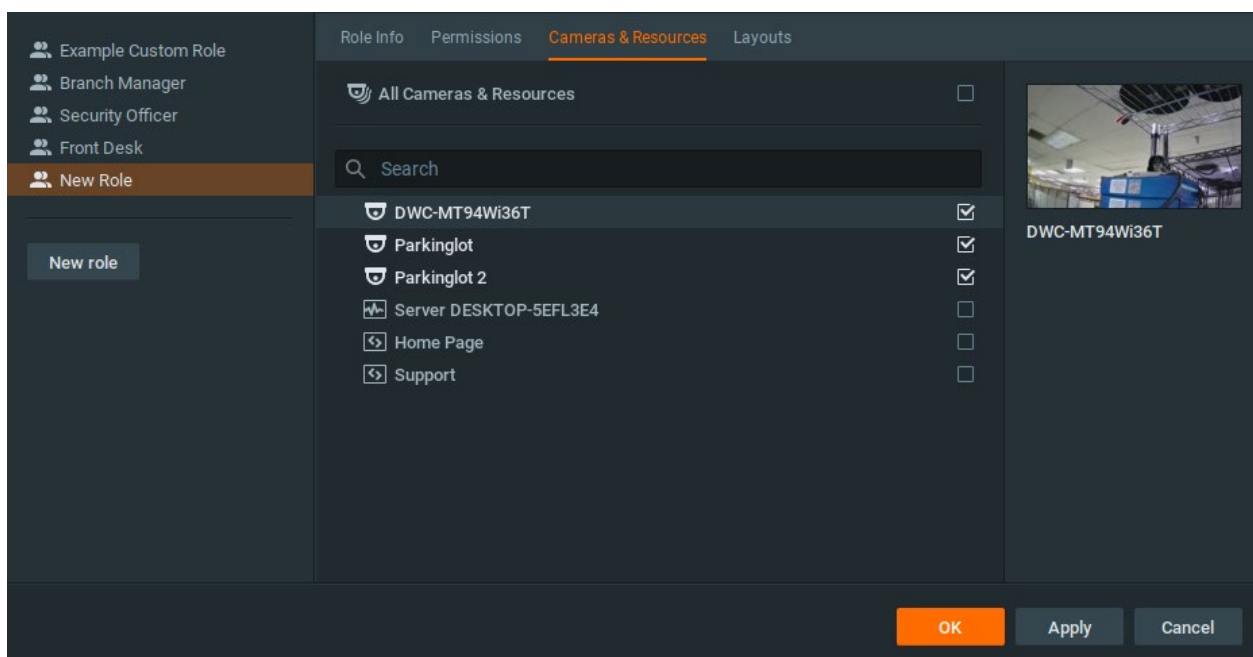 Example Custom Role
Branch Manager
Security Officer
Front Desk
New Role
New role
Role Info Permissions Cameras & Resources Layouts
All Cameras & Resources
Search
DWC-MT94Wi36T
Parkinglot
Parkinglot 2
Server DESKTOP-5EFL3E4
Home Page
Support
DWC-MT94Wi36T
OK Apply Cancel